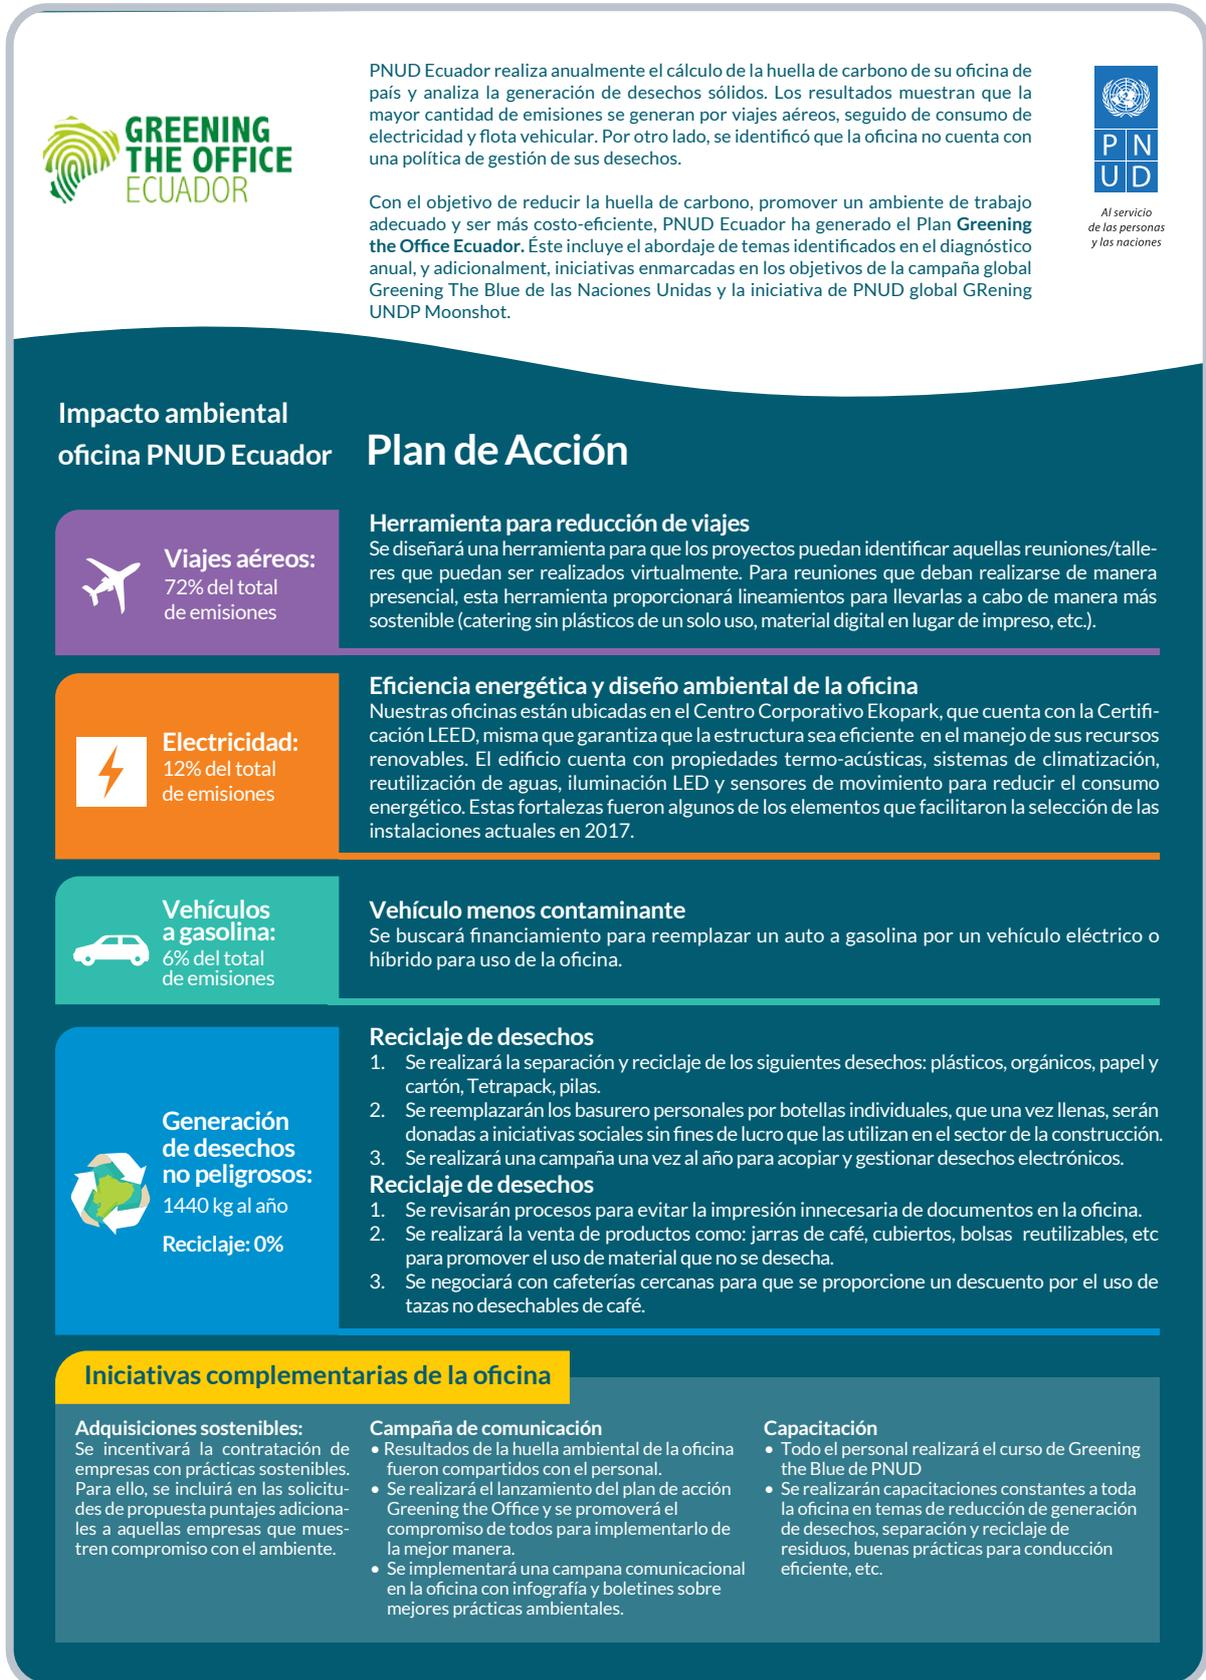 GREENING
THE OFFICE
ECUADOR
PNUD Ecuador realiza anualmente el cálculo de la huella de carbono de su oficina de
país y analiza la generación de desechos sólidos. Los resultados muestran que la
mayor cantidad de emisiones se generan por viajes aéreos, seguido de consumo de
electricidad y flota vehicular. Por otro lado, se identificó que la oficina no cuenta con
una política de gestión de sus desechos.
Con el objetivo de reducir la huella de carbono, promover un ambiente de trabajo
adecuado y ser más costo-eficiente, PNUD Ecuador ha generado el Plan Greening
the Office Ecuador. Éste incluye el abordaje de temas identificados en el diagnóstico
anual, y adicionalment, iniciativas enmarcadas en los objetivos de la campaña global
Greening The Blue de las Naciones Unidas y la iniciativa de PNUD global GRening
UNDP Moonshot.
P N
U D
Al servicio
de las personas
y las naciones
Impacto ambiental
oficina PNUD Ecuador
Plan de Acción
Viajes aéreos:
72% del total
de emisiones
Herramienta para reducción de viajes
Se diseñará una herramienta para que los proyectos puedan identificar aquellas reuniones/talle-
res que puedan ser realizados virtualmente. Para reuniones que deban realizarse de manera
presencial, esta herramienta proporcionará lineamientos para llevarlas a cabo de manera más
sostenible (catering sin plásticos de un solo uso, material digital en lugar de impreso, etc.).
Electricidad:
12% del total
de emisiones
Eficiencia energética y diseño ambiental de la oficina
Nuestras oficinas están ubicadas en el Centro Corporativo Ekopark, que cuenta con la Certifi-
cación LEED, misma que garantiza que la estructura sea eficiente en el manejo de sus recursos
renovables. El edificio cuenta con propiedades termo-acústicas, sistemas de climatización,
reutilización de aguas, iluminación LED y sensores de movimiento para reducir el consumo
energético. Estas fortalezas fueron algunos de los elementos que facilitaron la selección de las
instalaciones actuales en 2017.
Vehículos
a gasolina:
6% del total
de emisiones
Vehículo menos contaminante
Se buscará financiamiento para reemplazar un auto a gasolina por un vehículo eléctrico o
híbrido para uso de la oficina.
Generación
de desechos
no peligrosos:
1440 kg al año
Reciclaje: 0%
Reciclaje de desechos
1. Se realizará la separación y reciclaje de los siguientes desechos: plásticos, orgánicos, papel y
cartón, Tetrapack, pilas.
2. Se reemplazarán los basurero personales por botellas individuales, que una vez llenas, serán
donadas a iniciativas sociales sin fines de lucro que las utilizan en el sector de la construcción.
3. Se realizará una campaña una vez al año para acopiar y gestionar desechos electrónicos.
Reciclaje de desechos
1. Se revisarán procesos para evitar la impresión innecesaria de documentos en la oficina.
2. Se realizará la venta de productos como: jarras de café, cubiertos, bolsas reutilizables, etc
para promover el uso de material que no se desecha.
3. Se negociará con cafeterías cercanas para que se proporcione un descuento por el uso de
tazas no desechables de café.
Iniciativas complementarias de la oficina
Adquisiciones sostenibles:
Se incentivará la contratación de
empresas con prácticas sostenibles.
Para ello, se incluirá en las solicitu-
des de propuesta puntajes adiciona-
les a aquellas empresas que mues-
tren compromiso con el ambiente.
Campaña de comunicación
• Resultados de la huella ambiental de la oficina
fueron compartidos con el personal.
• Se realizará el lanzamiento del plan de acción
Greening the Office y se promoverá el
compromiso de todos para implementarlo de
la mejor manera.
• Se implementará una campana comunicacional
en la oficina con infografía y boletines sobre
mejores prácticas ambientales.
Capacitación
• Todo el personal realizará el curso de Greening
the Blue de PNUD
• Se realizarán capacitaciones constantes a toda
la oficina en temas de reducción de generación
de desechos, separación y reciclaje de
residuos, buenas prácticas para conducción
eficiente, etc.